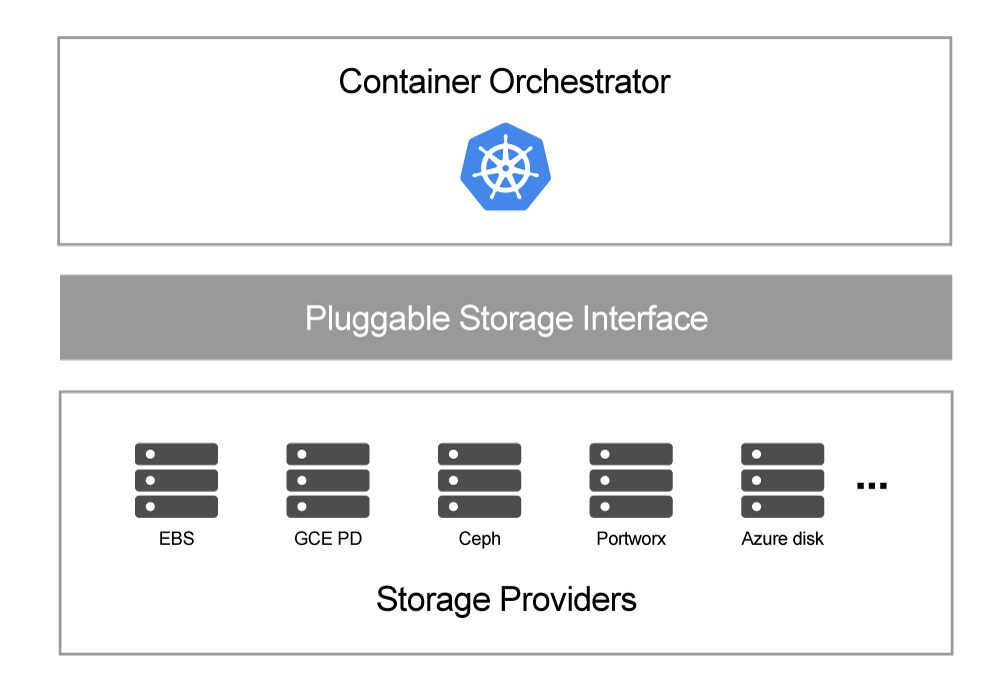 Container Orchestrator
Pluggable Storage Interface
EBS
GCE PD
Ceph
Portworx
Azure disk
...
Storage Providers